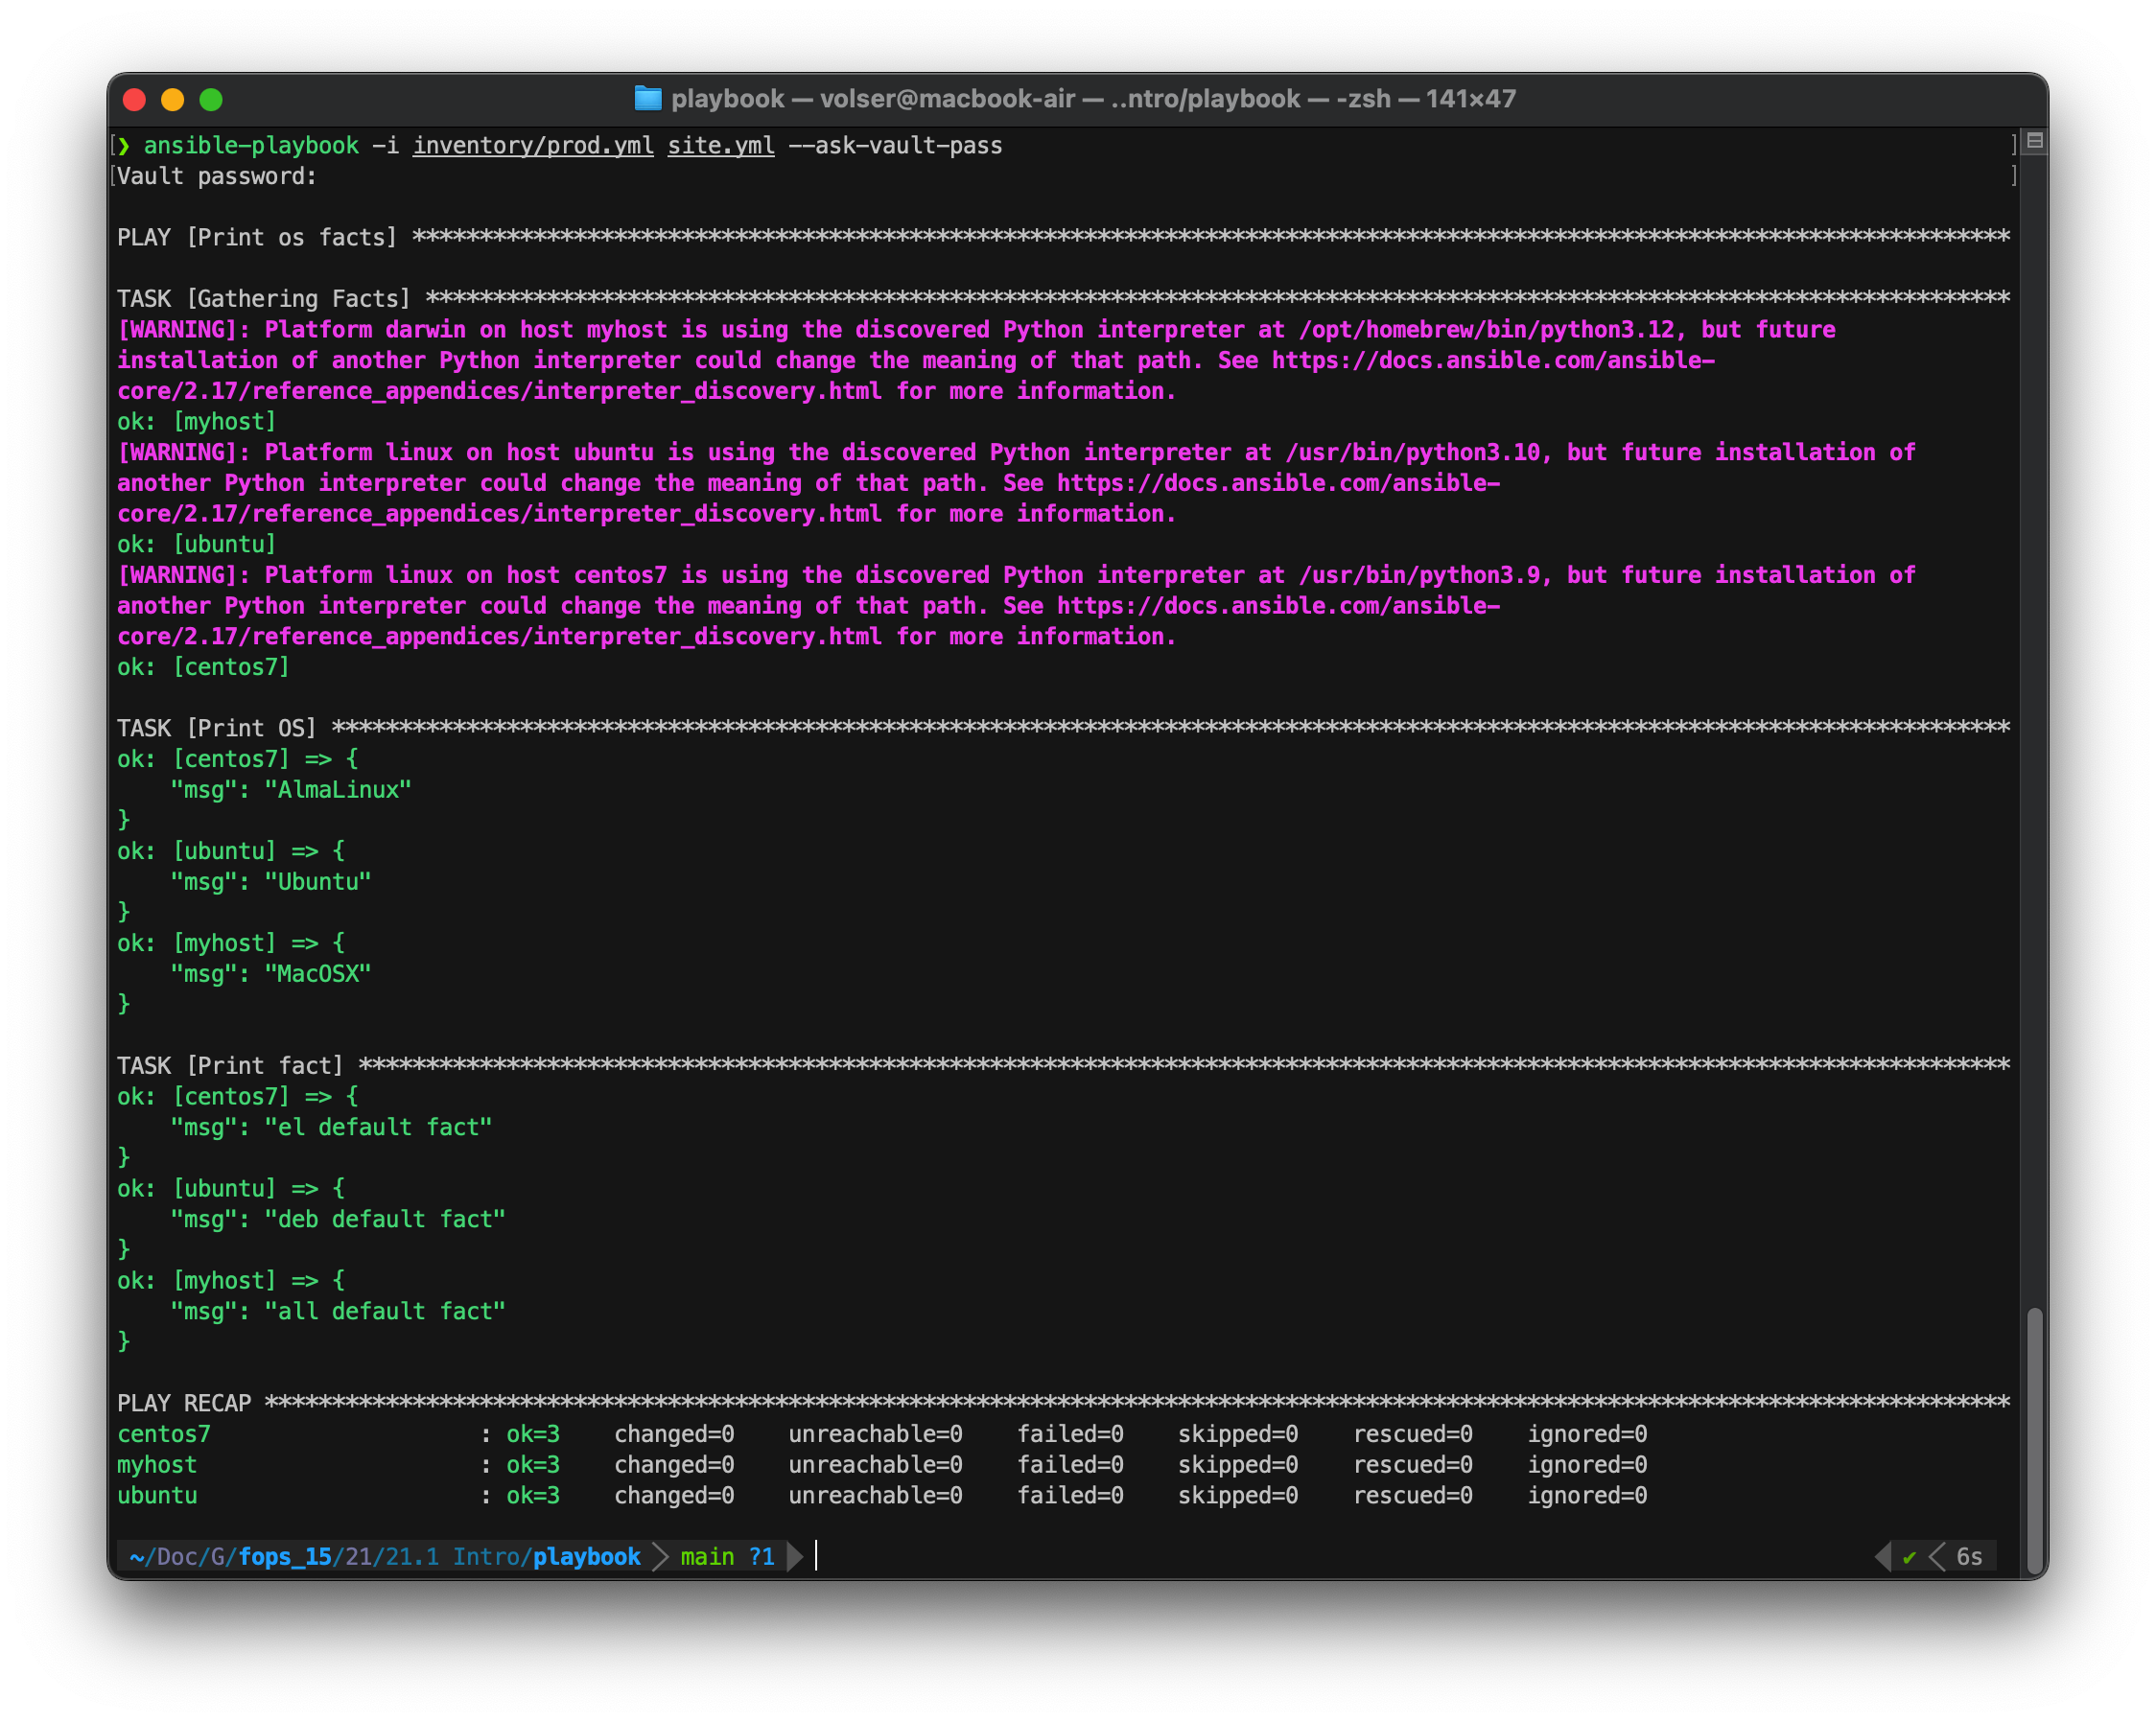 playbook — volser@macbook-air — ..ntro/playbook — -zsh — 141×47
[❯ ansible-playbook -i inventory/prod.yml site.yml --ask-vault-pass ]
[Vault password: ]
PLAY [Print os facts] ***********************************************************************************************************************
TASK [Gathering Facts] **********************************************************************************************************************
[WARNING]: Platform darwin on host myhost is using the discovered Python interpreter at /opt/homebrew/bin/python3.12, but future
installation of another Python interpreter could change the meaning of that path. See https://docs.ansible.com/ansible-
core/2.17/reference_appendices/interpreter_discovery.html for more information.
ok: [myhost]
[WARNING]: Platform linux on host ubuntu is using the discovered Python interpreter at /usr/bin/python3.10, but future installation of
another Python interpreter could change the meaning of that path. See https://docs.ansible.com/ansible-
core/2.17/reference_appendices/interpreter_discovery.html for more information.
ok: [ubuntu]
[WARNING]: Platform linux on host centos7 is using the discovered Python interpreter at /usr/bin/python3.9, but future installation of
another Python interpreter could change the meaning of that path. See https://docs.ansible.com/ansible-
core/2.17/reference_appendices/interpreter_discovery.html for more information.
ok: [centos7]
TASK [Print OS] *****************************************************************************************************************************
ok: [centos7] => {
    "msg": "AlmaLinux"
}
ok: [ubuntu] => {
    "msg": "Ubuntu"
}
ok: [myhost] => {
    "msg": "MacOSX"
}
TASK [Print fact] ***************************************************************************************************************************
ok: [centos7] => {
    "msg": "el default fact"
}
ok: [ubuntu] => {
    "msg": "deb default fact"
}
ok: [myhost] => {
    "msg": "all default fact"
}
PLAY RECAP **********************************************************************************************************************************
centos7                    : ok=3    changed=0    unreachable=0    failed=0    skipped=0    rescued=0    ignored=0
myhost                     : ok=3    changed=0    unreachable=0    failed=0    skipped=0    rescued=0    ignored=0
ubuntu                     : ok=3    changed=0    unreachable=0    failed=0    skipped=0    rescued=0    ignored=0
~/Doc/G/fops_15/21/21.1 Intro/playbook main ?1 ✔ 6s